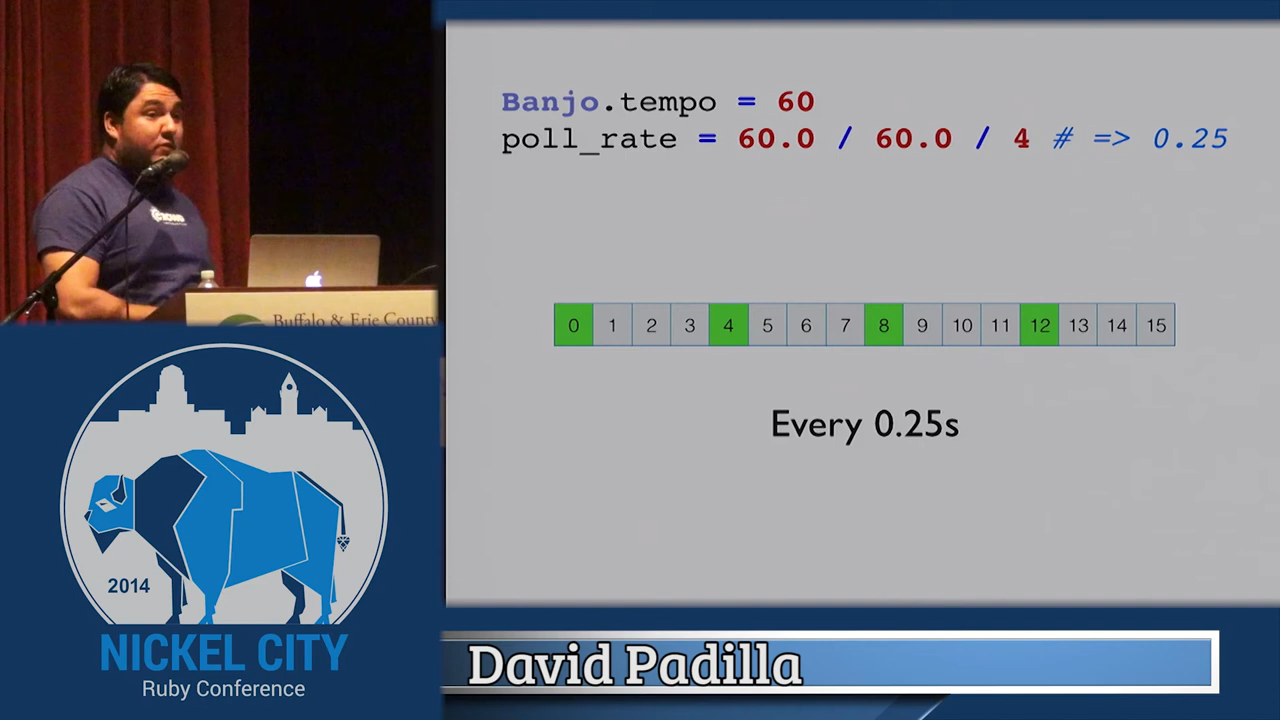 Banjo.tempo = 60
poll_rate = 60.0 / 60.0 / 4 # => 0.25
0 1 2 3 4 5 6 7 8 9 10 11 12 13 14 15
Every 0.25s
Buffalo & Erie County
2014
NICKEL CITY
Ruby Conference
David Padilla